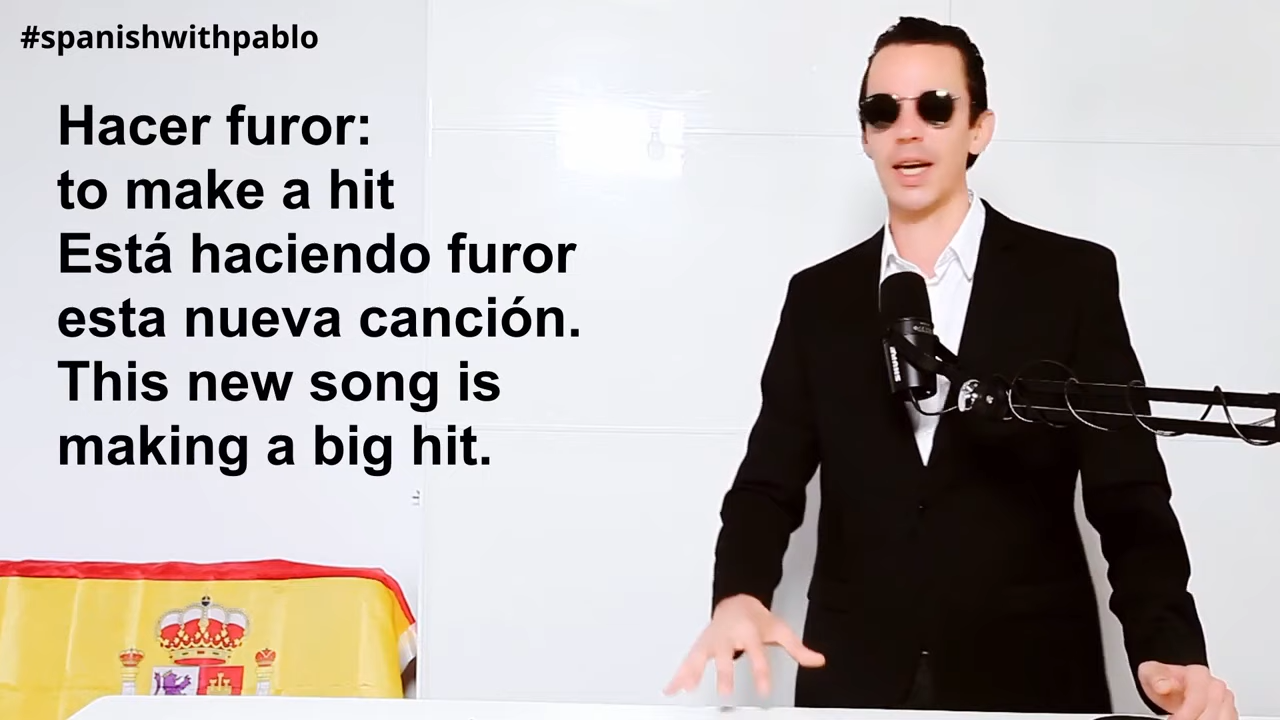 #spanishwithpablo
Hacer furor:
to make a hit
Está haciendo furor
esta nueva canción.
This new song is
making a big hit.
SHURE